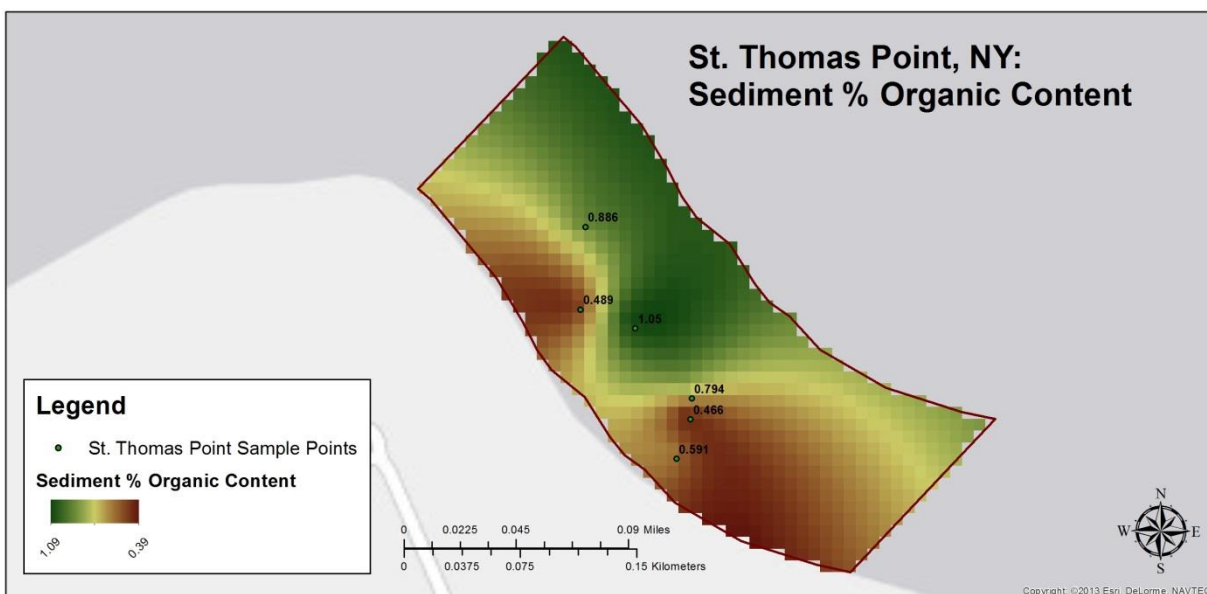 St. Thomas Point, NY:
Sediment % Organic Content
0.886
0.489
1.05
0.794
0.466
0.591
Legend
St. Thomas Point Sample Points
Sediment % Organic Content
1.09
0.39
0 0.0225 0.045 0.09 Miles
0 0.0375 0.075 0.15 Kilometers
N
W E
S
Copyright: ©2013 Esri, DeLorme, NAVTEQ